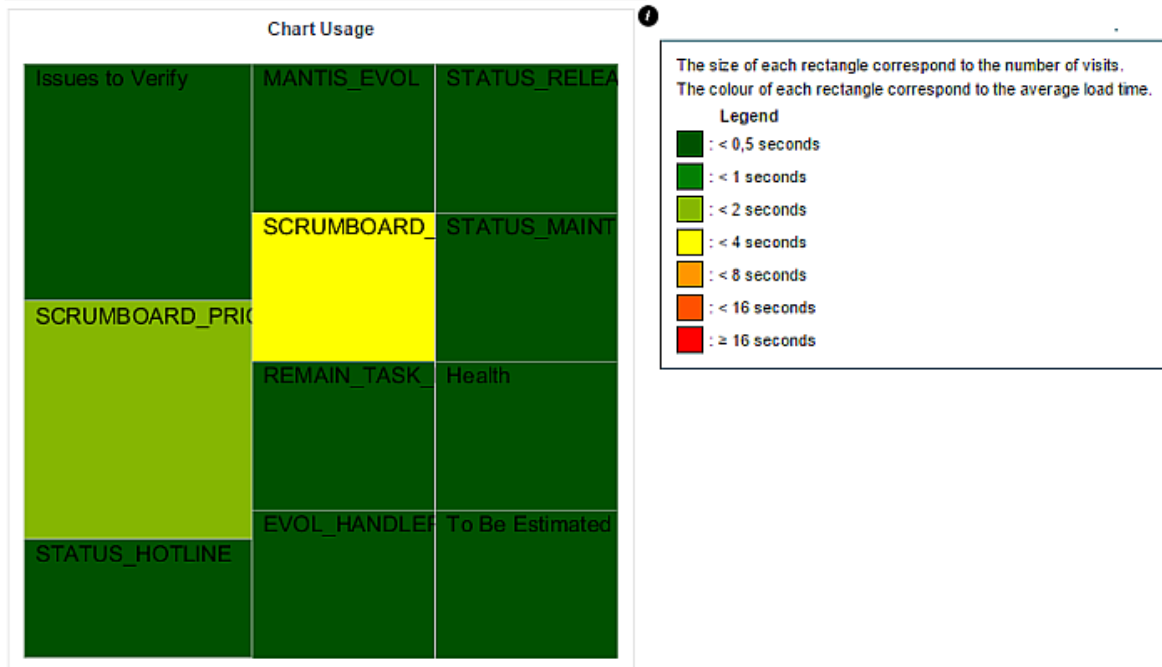 Chart Usage
i
Issues to Verify
MANTIS_EVOL
STATUS_RELEA
SCRUMBOARD_
STATUS_MAINT
SCRUMBOARD_PRIO
REMAIN_TASK_
Health
EVOL_HANDLER
To Be Estimated
STATUS_HOTLINE
The size of each rectangle correspond to the number of visits.
The colour of each rectangle correspond to the average load time.
Legend
: < 0,5 seconds
: < 1 seconds
: < 2 seconds
: < 4 seconds
: < 8 seconds
: < 16 seconds
: ≥ 16 seconds